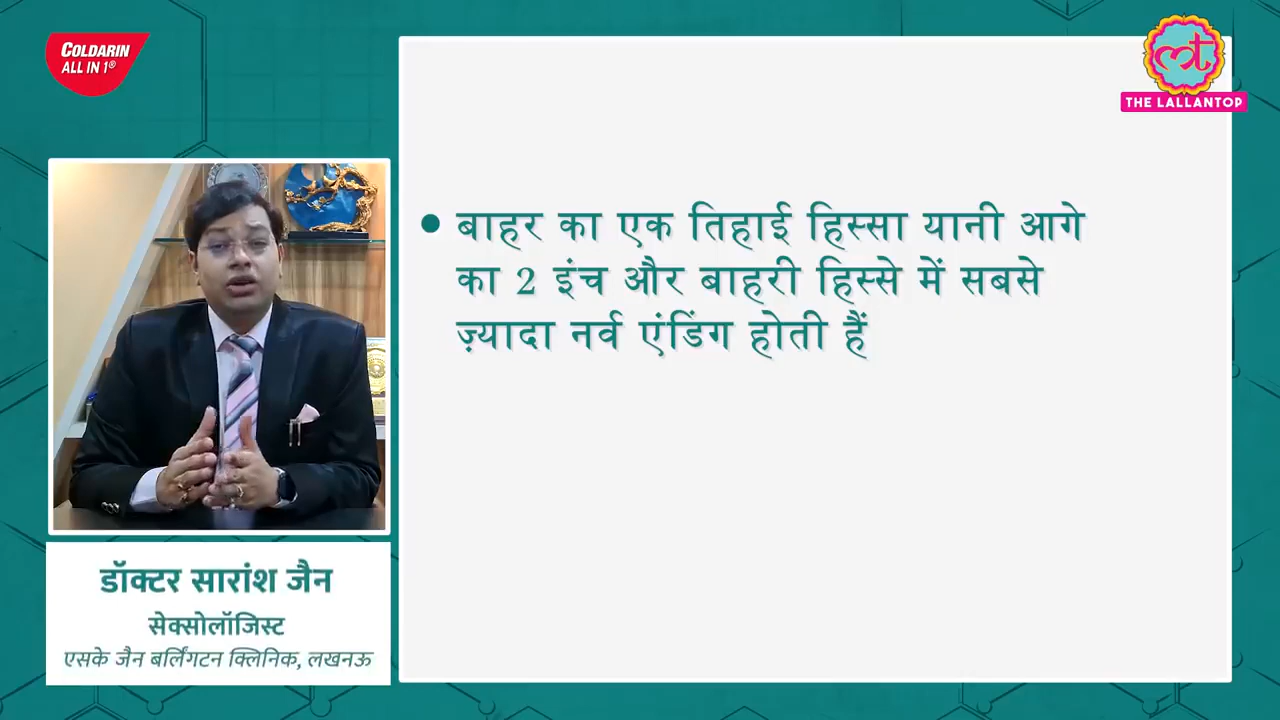 COLDARIN
ALL IN 1®
THE LALLANTOP
• बाहर का एक तिहाई हिस्सा यानी आगे
का 2 इंच और बाहरी हिस्से में सबसे
ज़्यादा नर्व एंडिंग होती हैं
डॉक्टर सारांश जैन
सेक्सोलॉजिस्ट
एसके जैन बर्लिंगटन क्लिनिक, लखनऊ